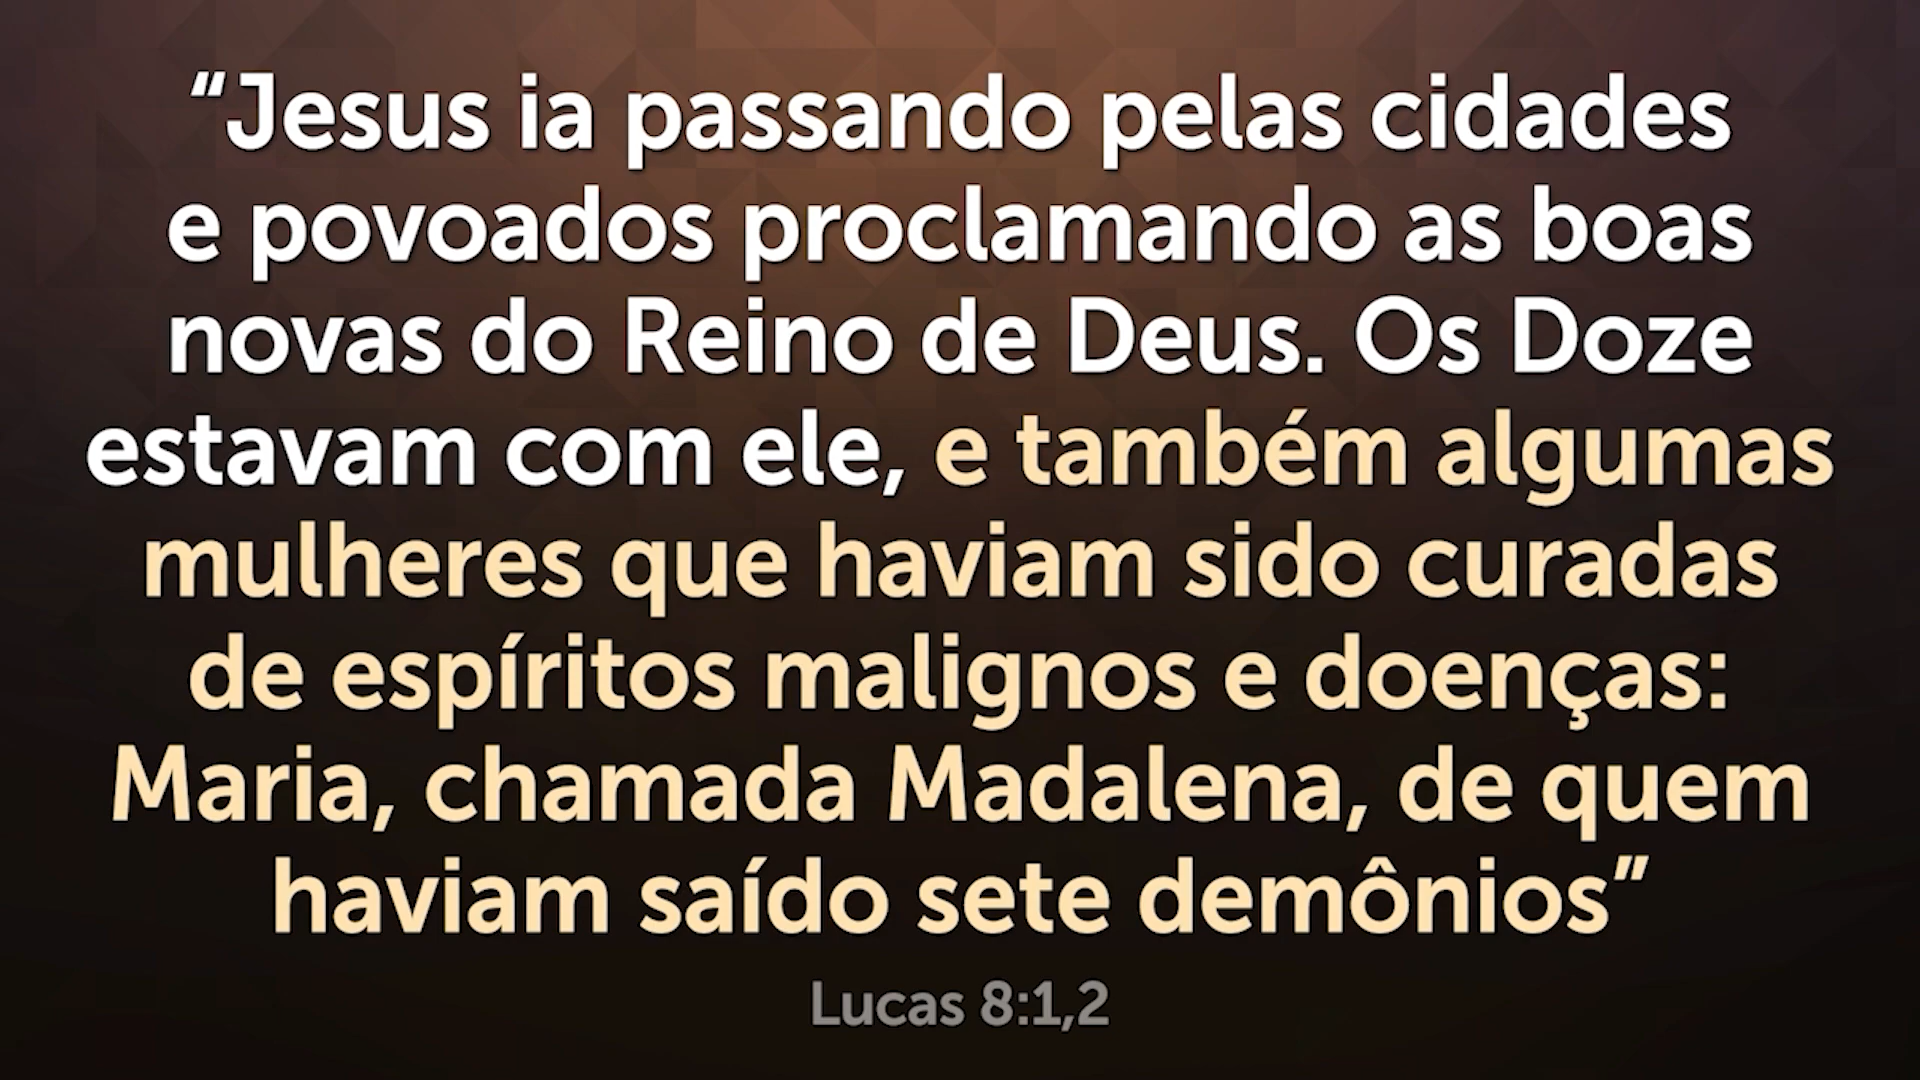 “Jesus ia passando pelas cidades
e povoados proclamando as boas
novas do Reino de Deus. Os Doze
estavam com ele, e também algumas
mulheres que haviam sido curadas
de espíritos malignos e doenças:
Maria, chamada Madalena, de quem
haviam saído sete demônios”
Lucas 8:1,2